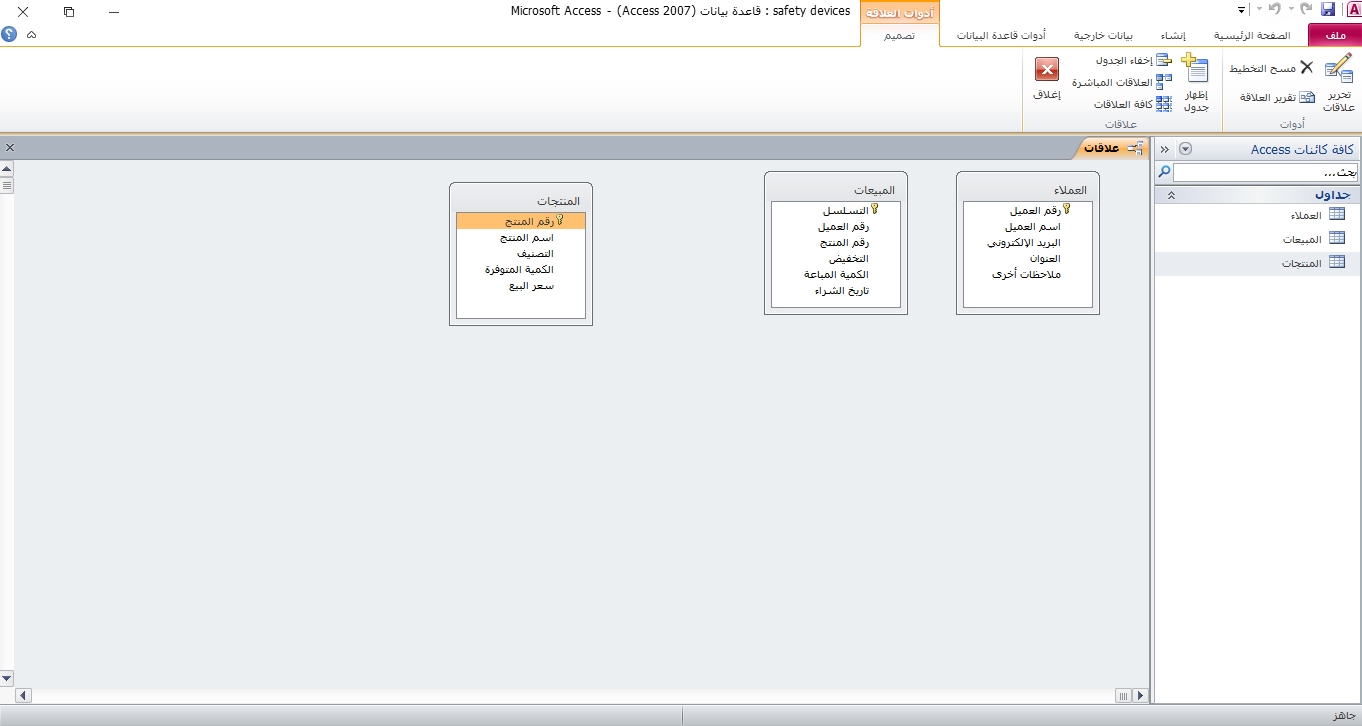 safety devices : قاعدة بيانات (Access 2007) - Microsoft Access
أدوات العلاقة
ملف
الصفحة الرئيسية
إنشاء
بيانات خارجية
أدوات قاعدة البيانات
تصميم
تحرير علاقات
مسح التخطيط
تقرير العلاقة
أدوات
إظهار جدول
إخفاء الجدول
العلاقات المباشرة
كافة العلاقات
علاقات
إغلاق
كافة كائنات Access
بحث...
جداول
العملاء
المبيعات
المنتجات
علاقات
العملاء
رقم العميل
اسم العميل
البريد الإلكتروني
العنوان
ملاحظات أخرى
المبيعات
التسلسل
رقم العميل
رقم المنتج
التخفيض
الكمية المباعة
تاريخ الشراء
المنتجات
رقم المنتج
اسم المنتج
التصنيف
الكمية المتوفرة
سعر البيع
جاهز